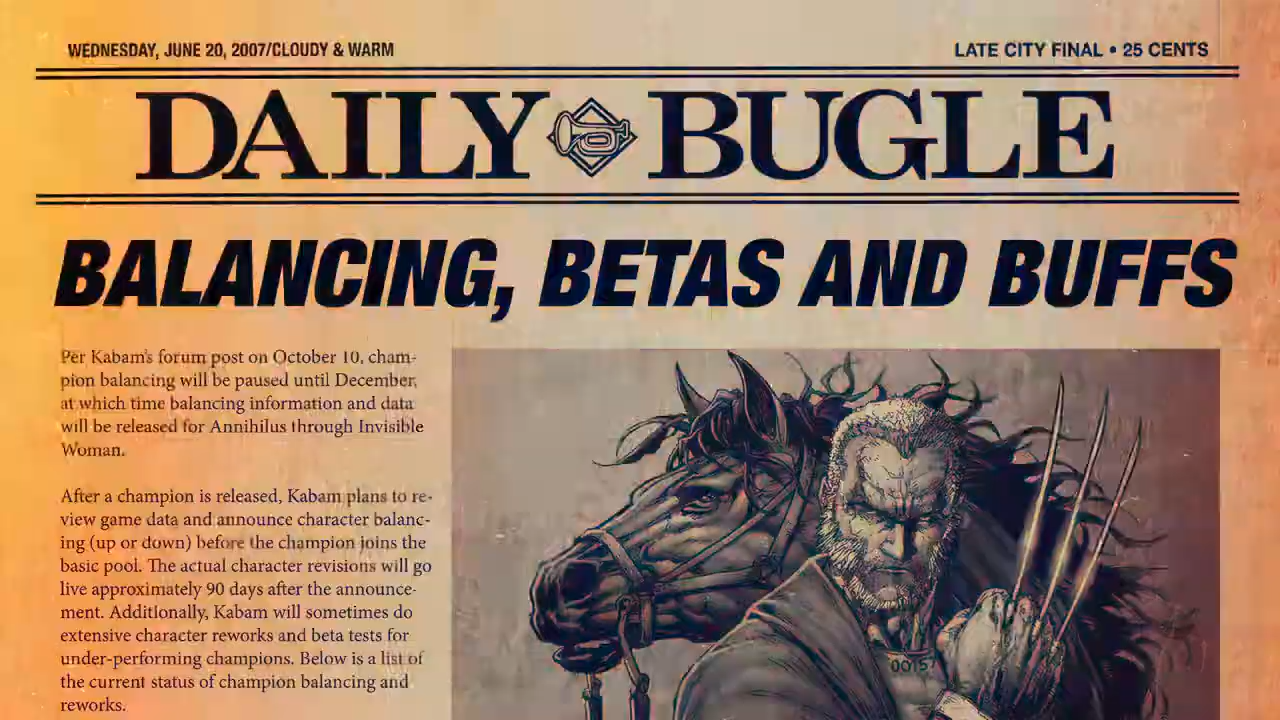 WEDNESDAY, JUNE 20, 2007/CLOUDY & WARM
LATE CITY FINAL • 25 CENTS
DAILY BUGLE
BALANCING, BETAS AND BUFFS
Per Kabam's forum post on October 10, cham-
pion balancing will be paused until December,
at which time balancing information and data
will be released for Annihilus through Invisible
Woman.
After a champion is released, Kabam plans to re-
view game data and announce character balanc-
ing (up or down) before the champion joins the
basic pool. The actual character revisions will go
live approximately 90 days after the announce-
ment. Additionally, Kabam will sometimes do
extensive character reworks and beta tests for
under-performing champions. Below is a list of
the current status of champion balancing and
reworks.
00157